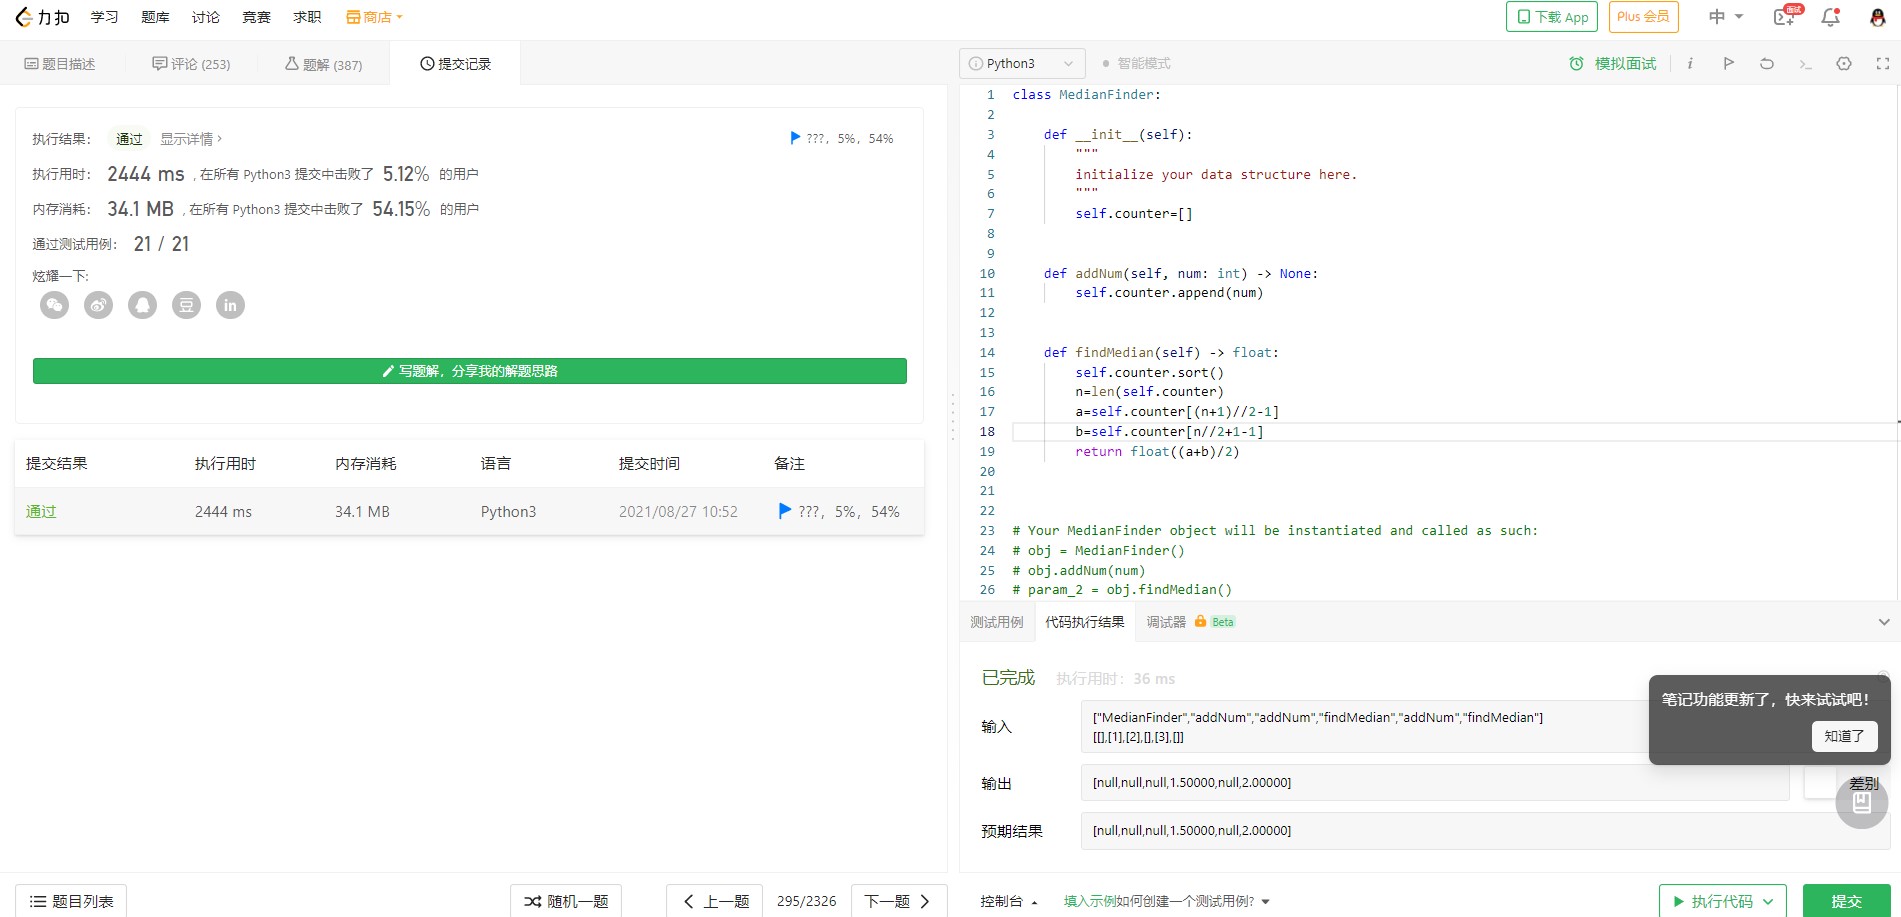 力扣 学习 题库 讨论 竞赛 求职 商店
下载 App Plus 会员 中 面试
题目描述 评论 (253) 题解 (387) 提交记录
执行结果： 通过 显示详情 › ???，5%，54%
执行用时： 2444 ms , 在所有 Python3 提交中击败了 5.12% 的用户
内存消耗： 34.1 MB , 在所有 Python3 提交中击败了 54.15% 的用户
通过测试用例： 21 / 21
炫耀一下:
豆 in
写题解，分享我的解题思路
提交结果 执行用时 内存消耗 语言 提交时间 备注
通过 2444 ms 34.1 MB Python3 2021/08/27 10:52 ???，5%，54%
题目列表 随机一题 上一题 295/2326 下一题
Python3 智能模式 模拟面试 i
1 class MedianFinder:
2
3 def __init__(self):
4 """
5 initialize your data structure here.
6 """
7 self.counter=[]
8
9
10 def addNum(self, num: int) -> None:
11 self.counter.append(num)
12
13
14 def findMedian(self) -> float:
15 self.counter.sort()
16 n=len(self.counter)
17 a=self.counter[(n+1)//2-1]
18 b=self.counter[n//2+1-1]
19 return float((a+b)/2)
20
21
22
23 # Your MedianFinder object will be instantiated and called as such:
24 # obj = MedianFinder()
25 # obj.addNum(num)
26 # param_2 = obj.findMedian()
测试用例 代码执行结果 调试器 Beta
已完成 执行用时：36 ms
输入 ["MedianFinder","addNum","addNum","findMedian","addNum","findMedian"]
[[],[1],[2],[],[3],[]]
笔记功能更新了，快来试试吧！
知道了
输出 [null,null,null,1.50000,null,2.00000] 差别
预期结果 [null,null,null,1.50000,null,2.00000]
控制台 填入示例 如何创建一个测试用例? 执行代码 提交